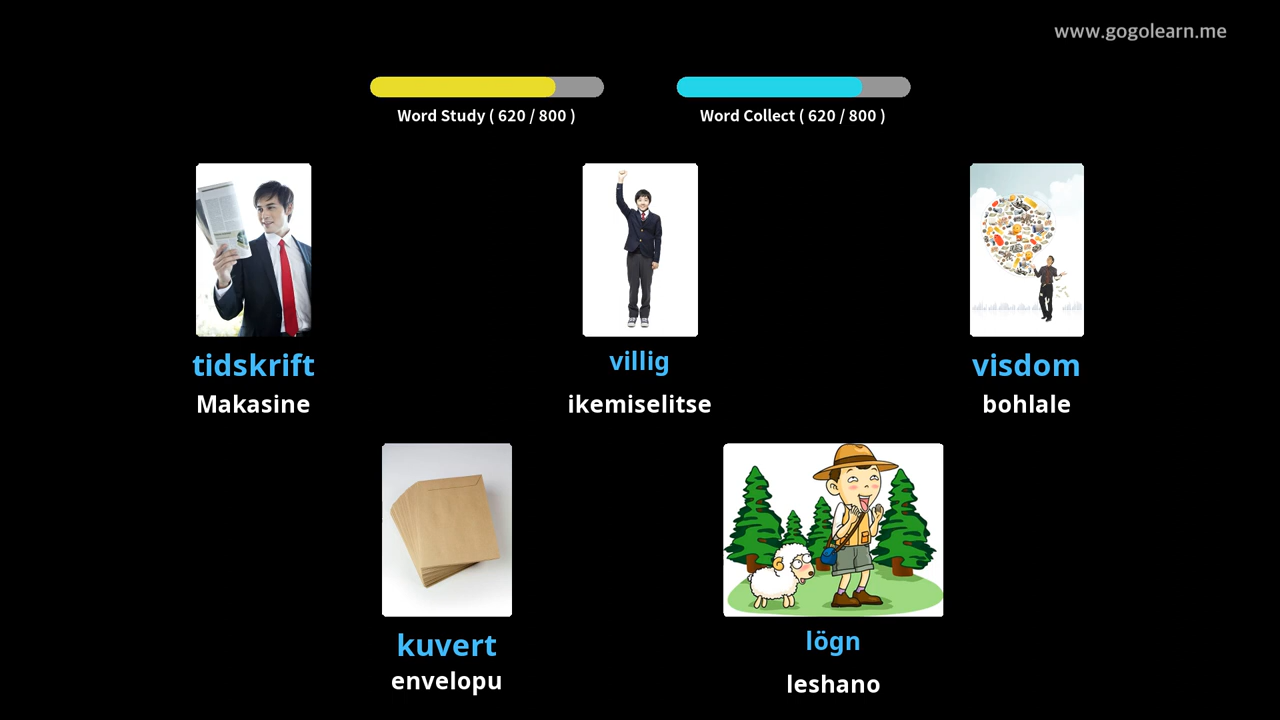 www.gogolearn.me
Word Study ( 620 / 800 )
Word Collect ( 620 / 800 )
tidskrift
Makasine
villig
ikemiselitse
visdom
bohlale
kuvert
envelopu
lögn
leshano